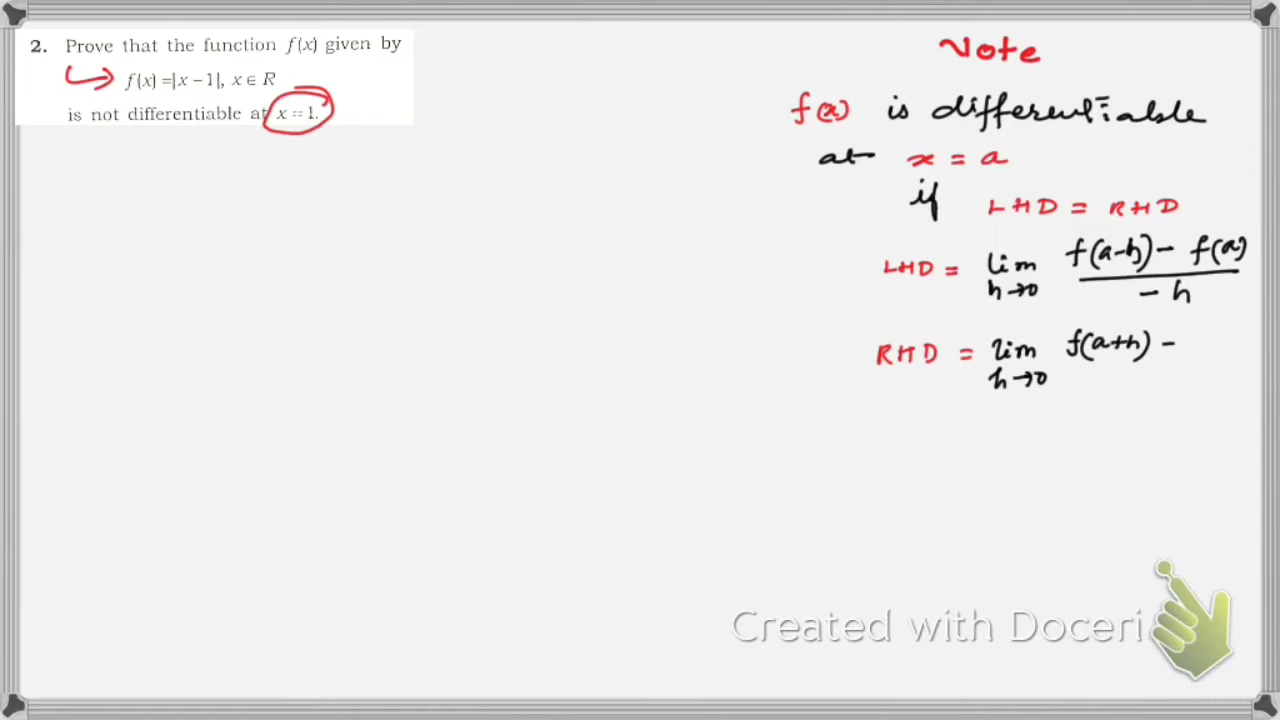 2. Prove that the function f(x) given by
f(x) =|x – 1|, x ∈ R
is not differentiable at x = 1.
Note
f(x) is differentiable
at x = a
if LHD = RHD
LHD = lim h→0 f(a-h) - f(a) / -h
RHD = lim h→0 f(a+h) -
Created with Doceri